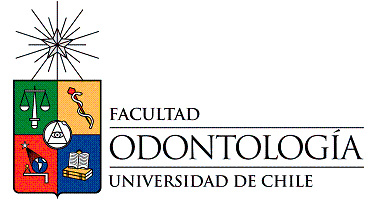 FACULTAD
ODONTOLOGÍA
UNIVERSIDAD DE CHILE